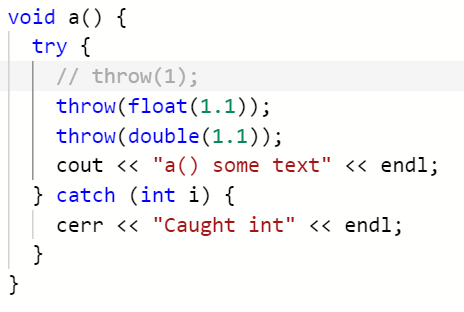 void a() {
  try {
    // throw(1);
    throw(float(1.1));
    throw(double(1.1));
    cout << "a() some text" << endl;
  } catch (int i) {
    cerr << "Caught int" << endl;
  }
}